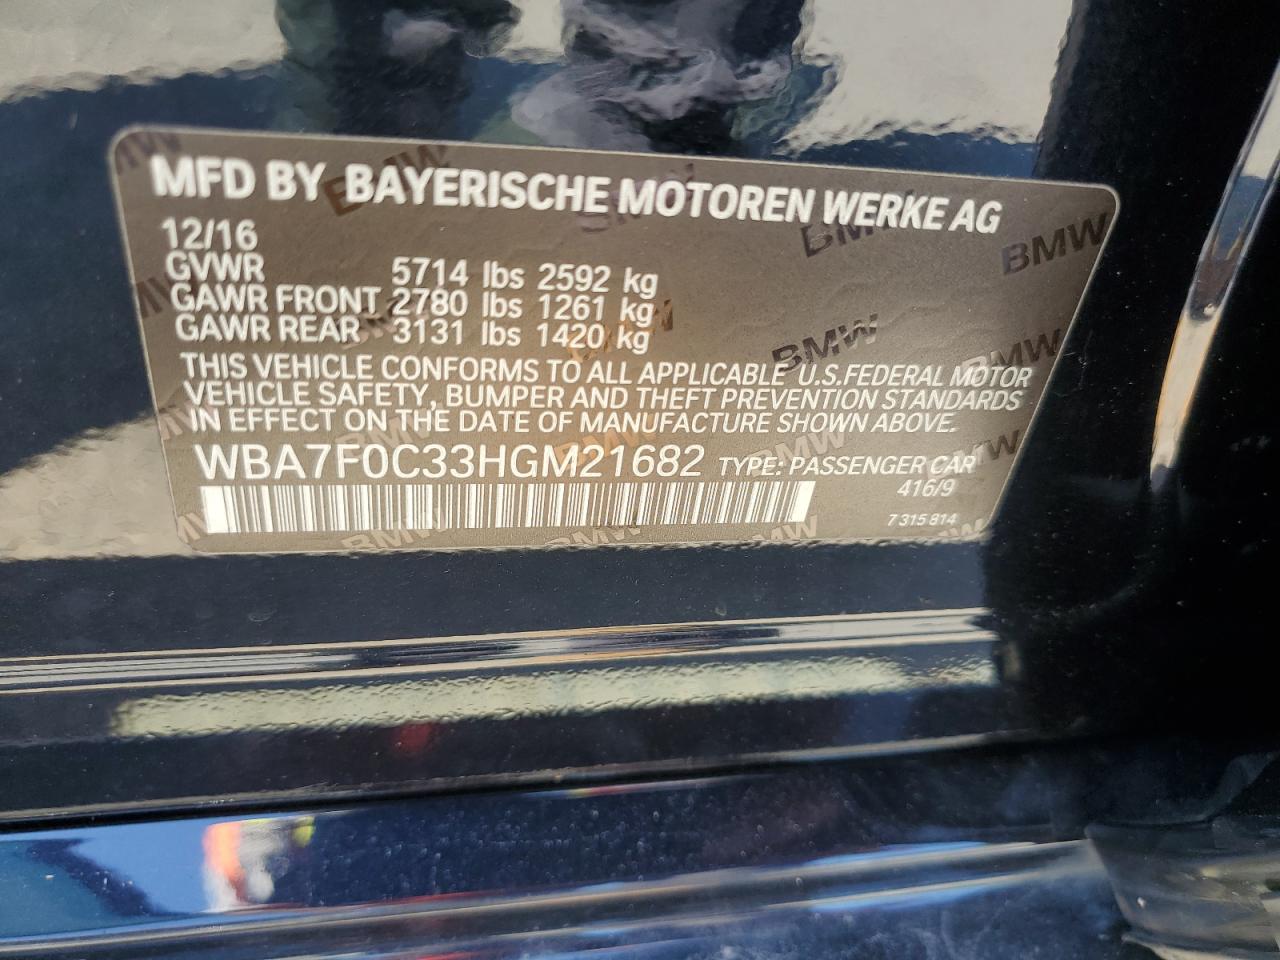 MFD BY BAYERISCHE MOTOREN WERKE AG
12/16
GVWR 5714 lbs 2592 kg
GAWR FRONT 2780 lbs 1261 kg
GAWR REAR 3131 lbs 1420 kg
THIS VEHICLE CONFORMS TO ALL APPLICABLE U.S.FEDERAL MOTOR
VEHICLE SAFETY, BUMPER AND THEFT PREVENTION STANDARDS
IN EFFECT ON THE DATE OF MANUFACTURE SHOWN ABOVE.
WBA7F0C33HGM21682 TYPE: PASSENGER CAR
416/9
7 315 814